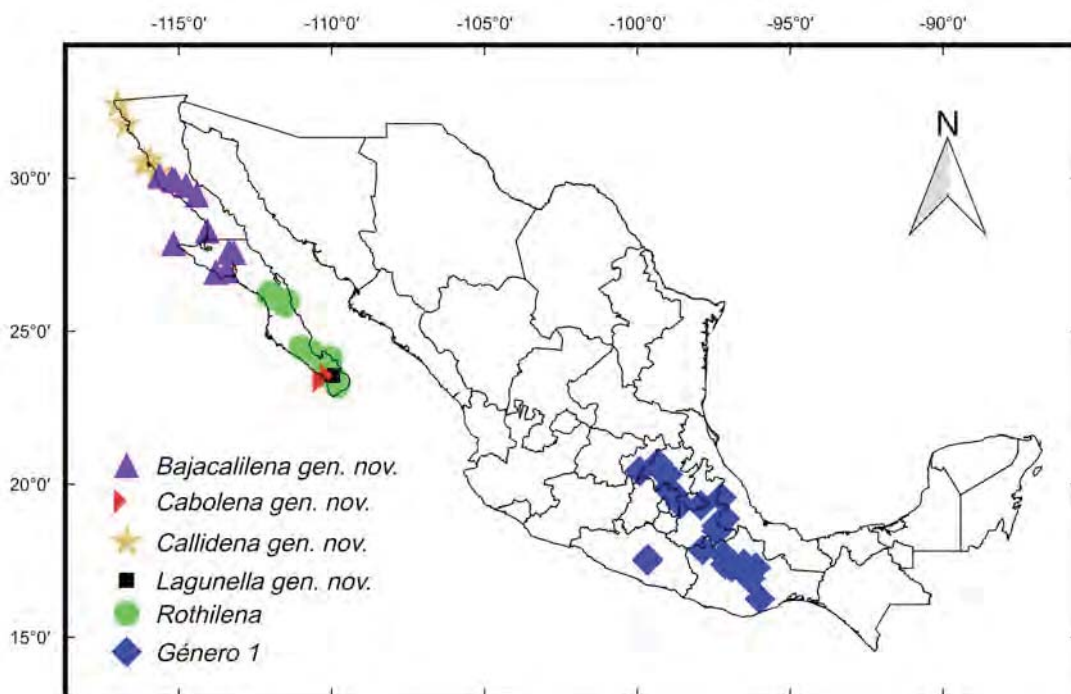 -115°0' -110°0' -105°0' -100°0' -95°0' -90°0'
N
30°0'
25°0'
20°0'
15°0'
Bajacalilena gen. nov.
Cabolena gen. nov.
Callidena gen. nov.
Lagunella gen. nov.
Rothilena
Género 1